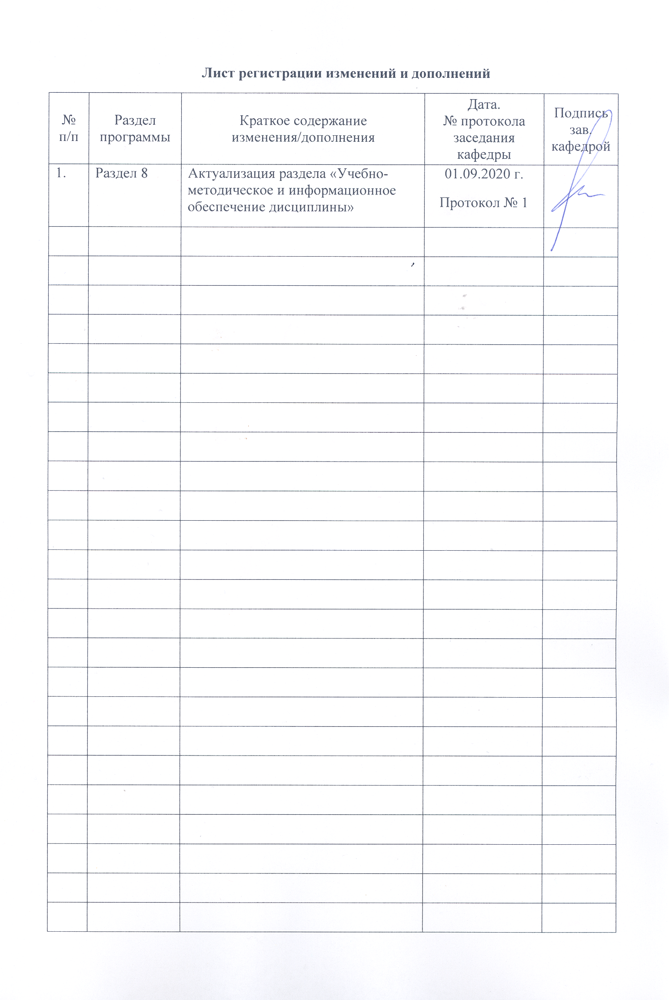 Лист регистрации изменений и дополнений
№
п/п
Раздел
программы
Краткое содержание
изменения/дополнения
Дата.
№ протокола
заседания
кафедры
Подпись
зав.
кафедрой
1.
Раздел 8
Актуализация раздела «Учебно-
методическое и информационное
обеспечение дисциплины»
01.09.2020 г.
Протокол № 1